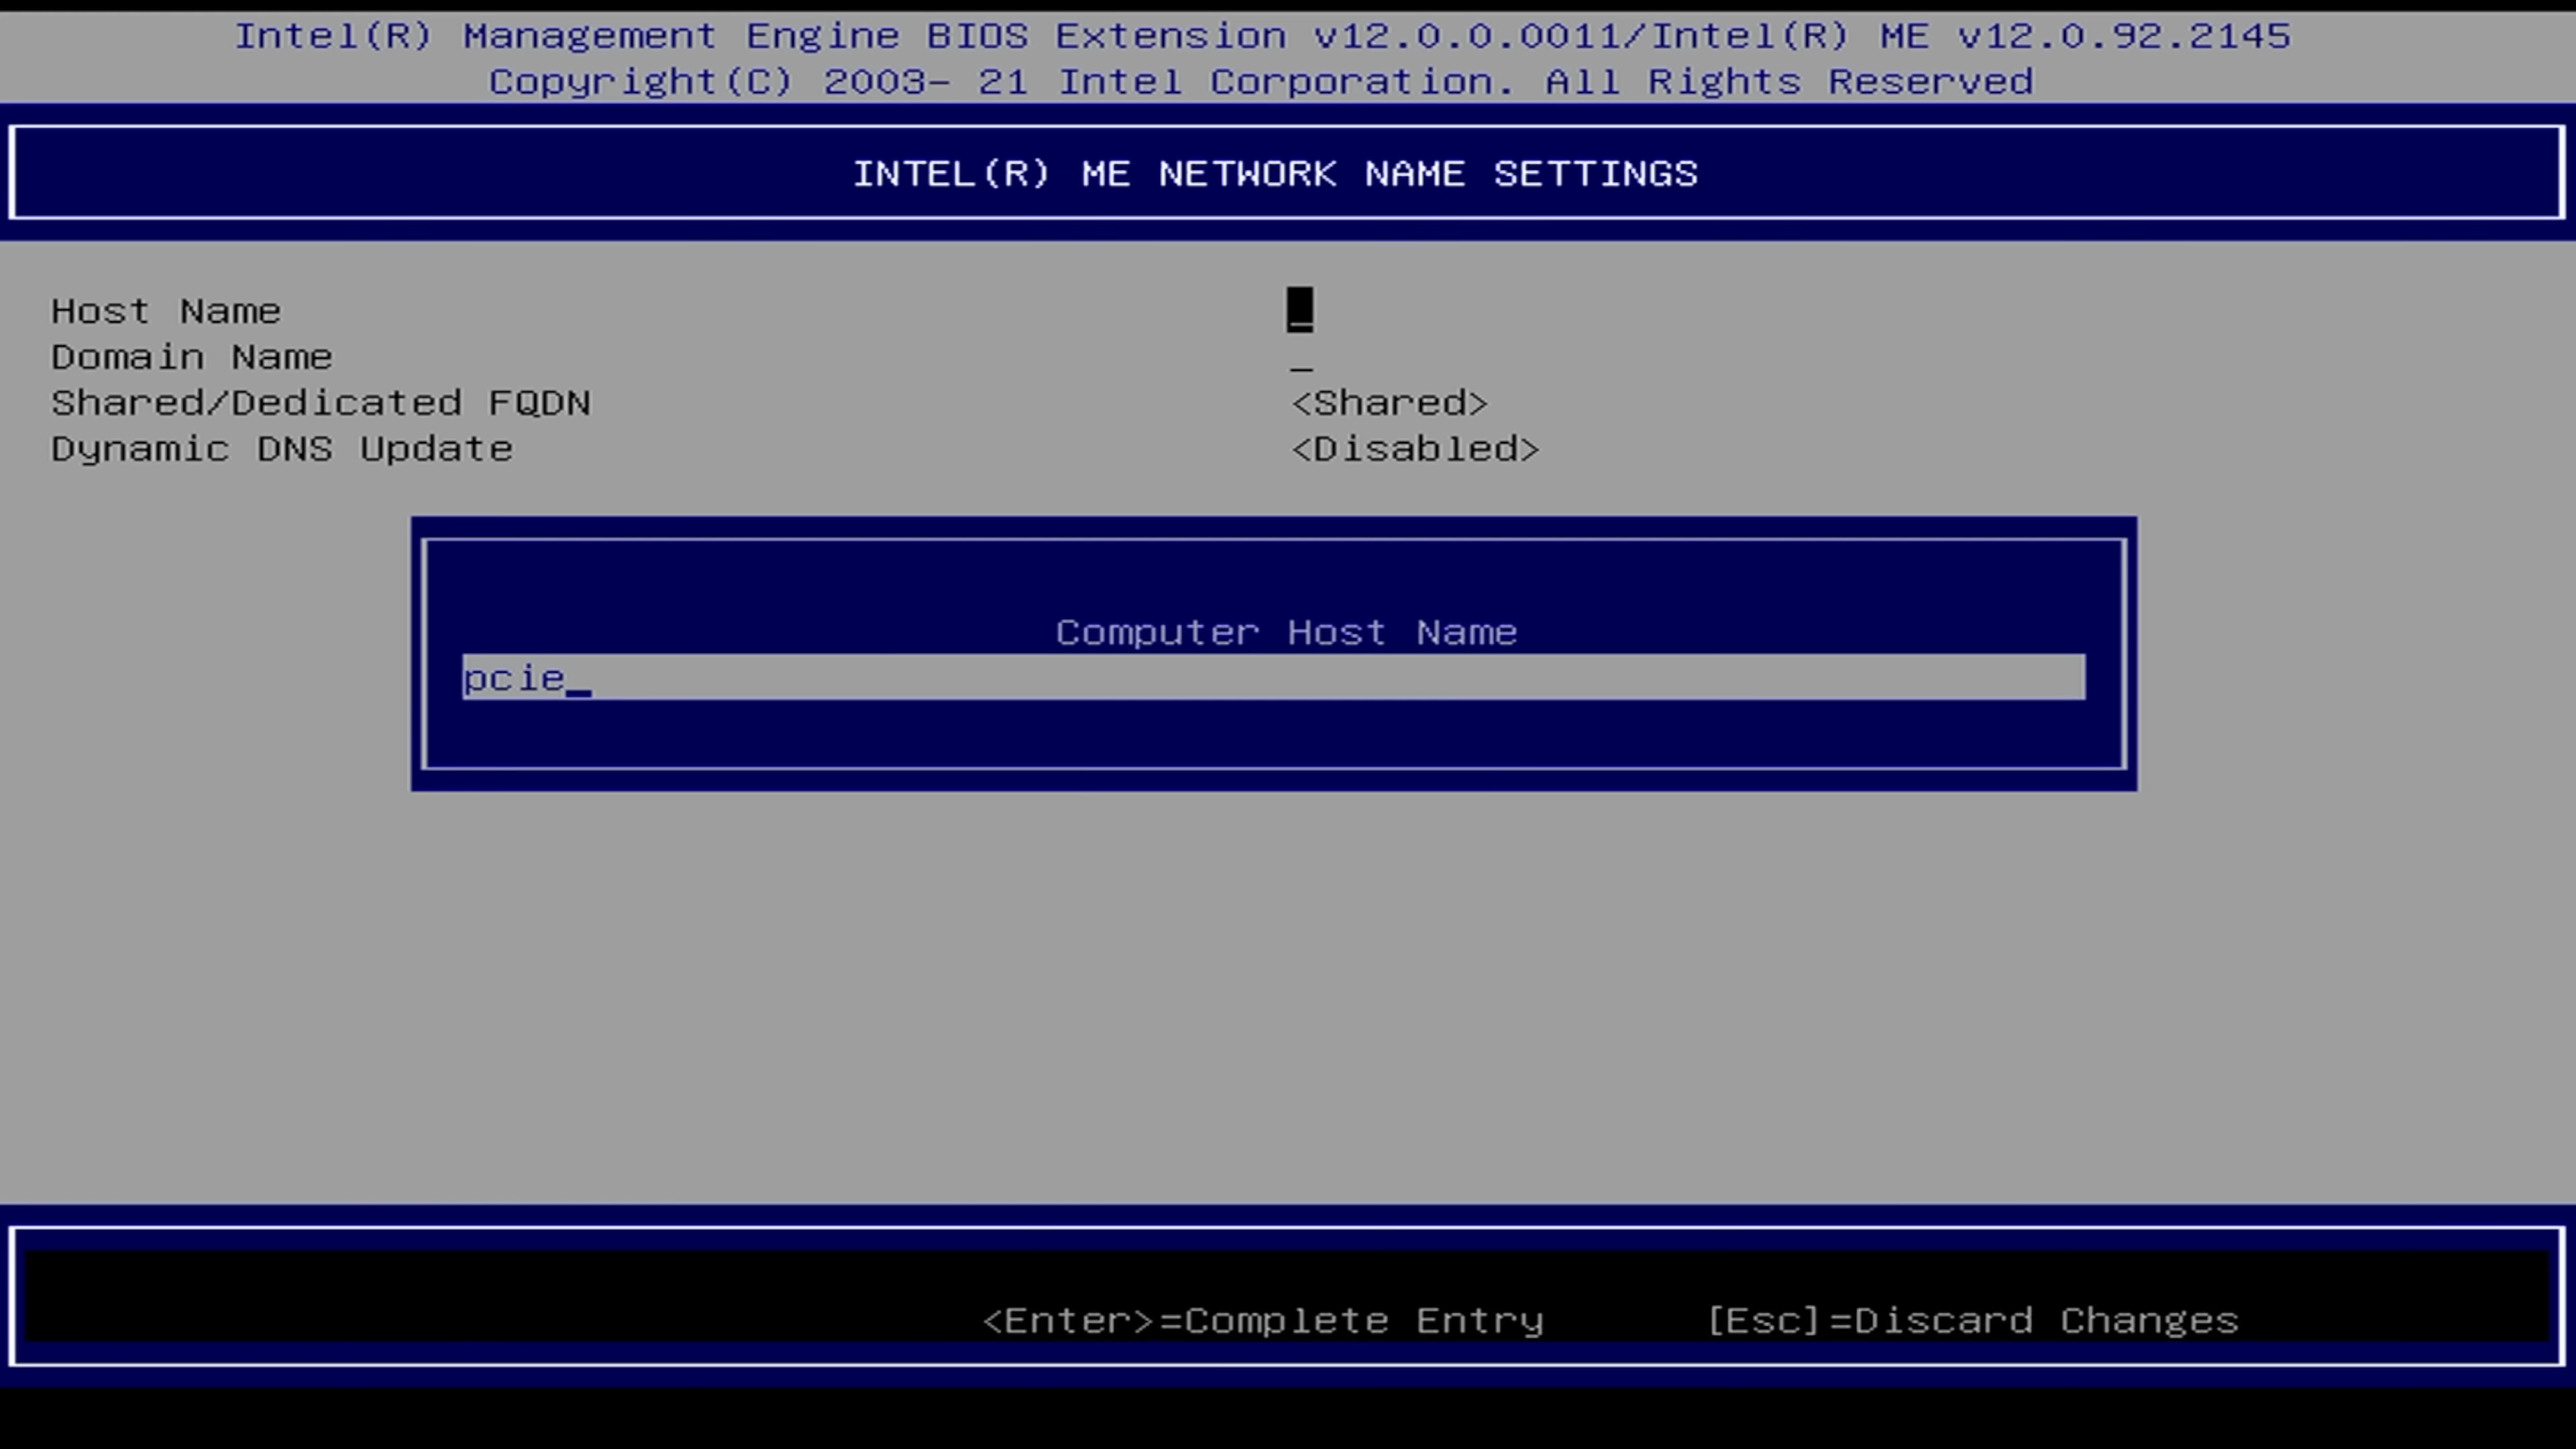 Intel(R) Management Engine BIOS Extension v12.0.0.0011/Intel(R) ME v12.0.92.2145
Copyright(C) 2003- 21 Intel Corporation. All Rights Reserved
INTEL(R) ME NETWORK NAME SETTINGS
Host Name _
Domain Name _
Shared/Dedicated FQDN <Shared>
Dynamic DNS Update <Disabled>
Computer Host Name
pcie_
<Enter>=Complete Entry [Esc]=Discard Changes